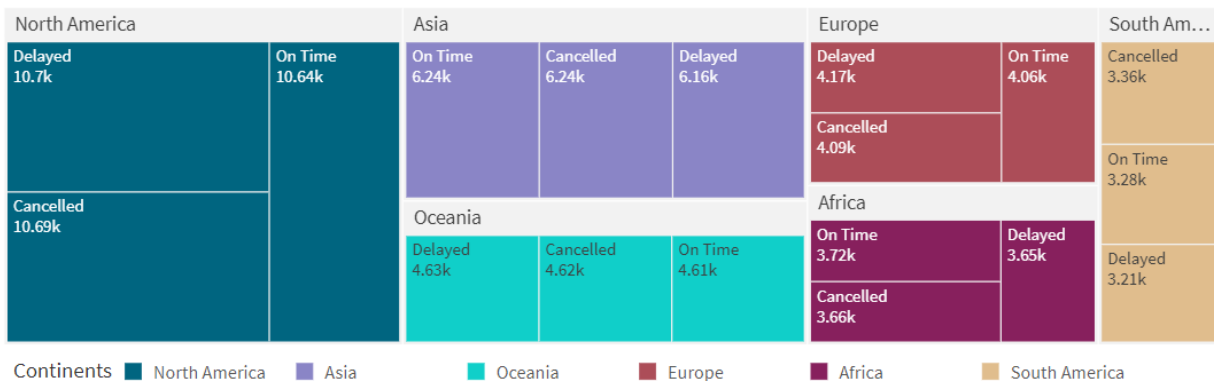 North America
Delayed
10.7k
On Time
10.64k
Cancelled
10.69k
Asia
On Time
6.24k
Cancelled
6.24k
Delayed
6.16k
Oceania
Delayed
4.63k
Cancelled
4.62k
On Time
4.61k
Europe
Delayed
4.17k
On Time
4.06k
Cancelled
4.09k
Africa
On Time
3.72k
Delayed
3.65k
Cancelled
3.66k
South Am...
Cancelled
3.36k
On Time
3.28k
Delayed
3.21k
Continents North America Asia Oceania Europe Africa South America